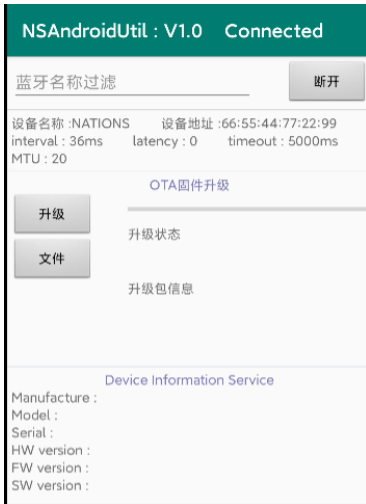 NSAndroidUtil : V1.0 Connected
蓝牙名称过滤 断开
设备名称 :NATIONS 设备地址 :66:55:44:77:22:99
interval : 36ms latency : 0 timeout : 5000ms
MTU : 20
OTA固件升级
升级
升级状态
文件
升级包信息
Device Information Service
Manufacture :
Model :
Serial :
HW version :
FW version :
SW version :